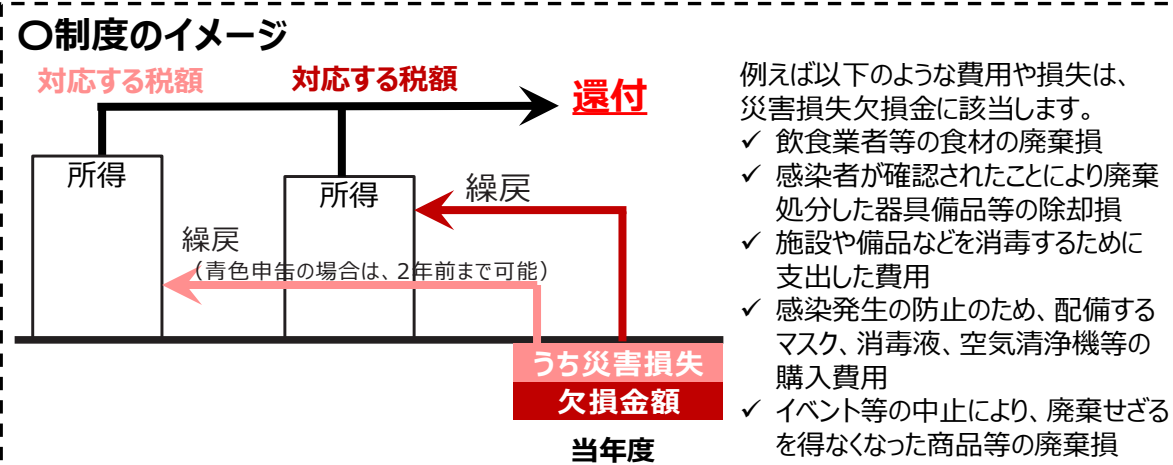 〇制度のイメージ
対応する税額
対応する税額
還付
所得
所得
繰戻
繰戻
（青色申告の場合は、2年前まで可能）
うち災害損失
欠損金額
当年度
例えば以下のような費用や損失は、
災害損失欠損金に該当します。
✓ 飲食業者等の食材の廃棄損
✓ 感染者が確認されたことにより廃棄
処分した器具備品等の除却損
✓ 施設や備品などを消毒するために
支出した費用
✓ 感染発生の防止のため、配備する
マスク、消毒液、空気清浄機等の
購入費用
✓ イベント等の中止により、廃棄せざる
を得なくなった商品等の廃棄損